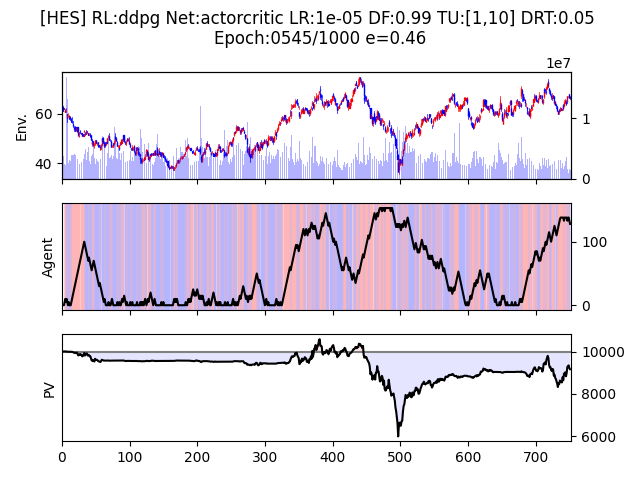 [HES] RL:ddpg Net:actorcritic LR:1e-05 DF:0.99 TU:[1,10] DRT:0.05
Epoch:0545/1000 e=0.46
1e7
Env.
60
40
1
0
Agent
100
0
PV
10000
8000
6000
0 100 200 300 400 500 600 700